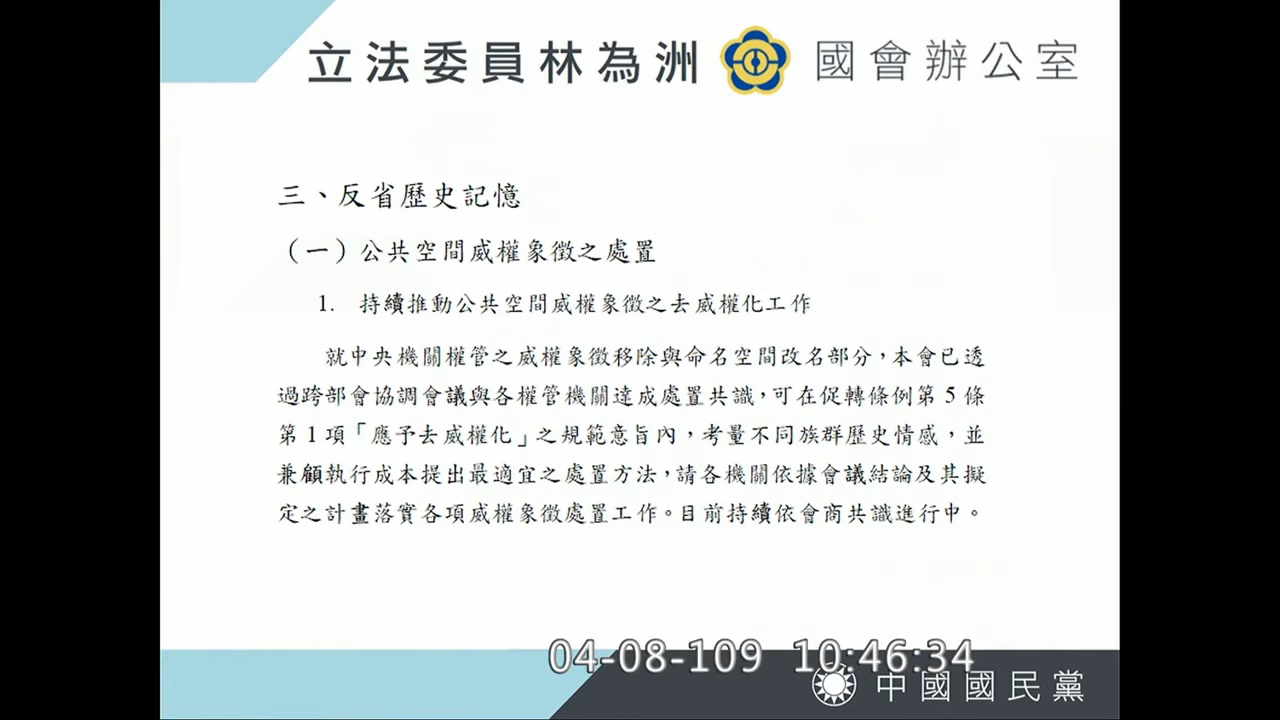 立法委員林為洲 國會辦公室
三、反省歷史記憶
（一）公共空間威權象徵之處置
1. 持續推動公共空間威權象徵之去威權化工作
就中央機關權管之威權象徵移除與命名空間改名部分，本會已透
過跨部會協調會議與各權管機關達成處置共識，可在促轉條例第 5 條
第 1 項「應予去威權化」之規範意旨內，考量不同族群歷史情感，並
兼顧執行成本提出最適宜之處置方法，請各機關依據會議結論及其擬
定之計畫落實各項威權象徵處置工作。目前持續依會商共識進行中。
04-08-109 10:46:34
中國國民黨